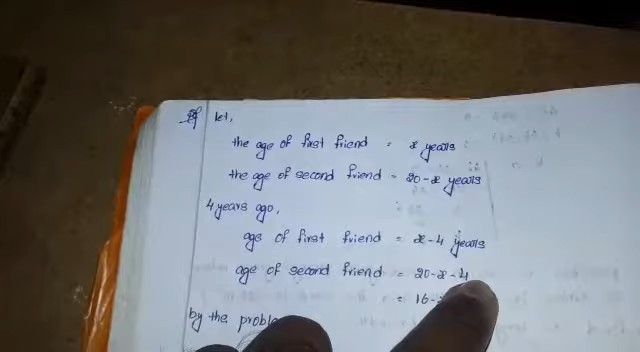 let,
the age of first friend = x years
the age of second friend = 20-x years
4 years ago,
age of first friend = x-4 years
age of second friend = 20-x-4
= 16-
by the proble